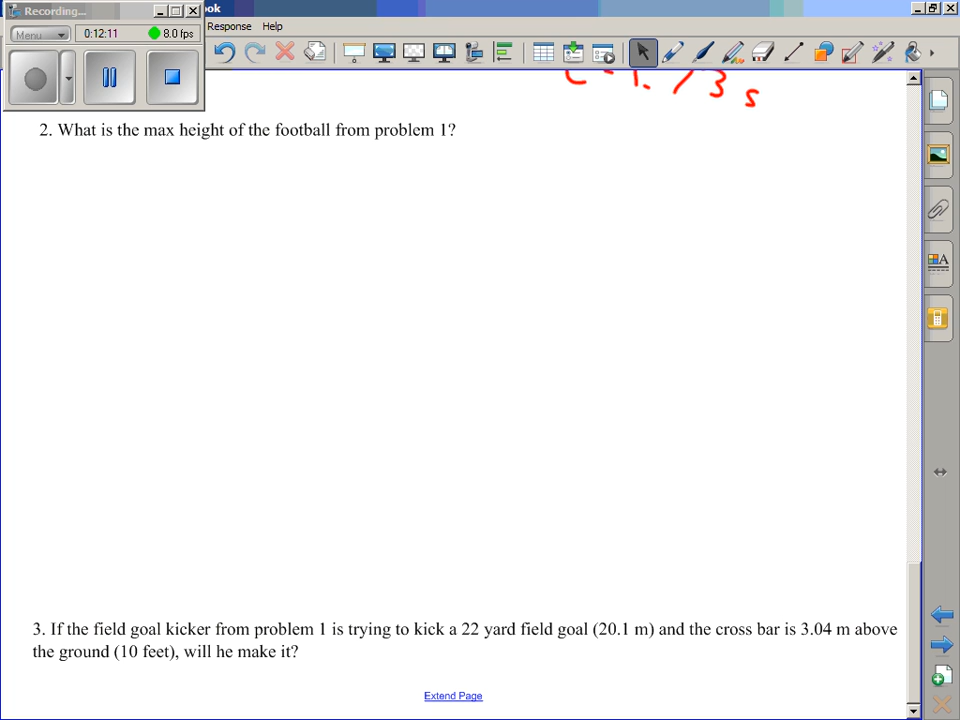 Recording...
ook
Menu
0:12:11
8.0 fps
Response Help
t = 1.73 s
2. What is the max height of the football from problem 1?
3. If the field goal kicker from problem 1 is trying to kick a 22 yard field goal (20.1 m) and the cross bar is 3.04 m above
the ground (10 feet), will he make it?
Extend Page